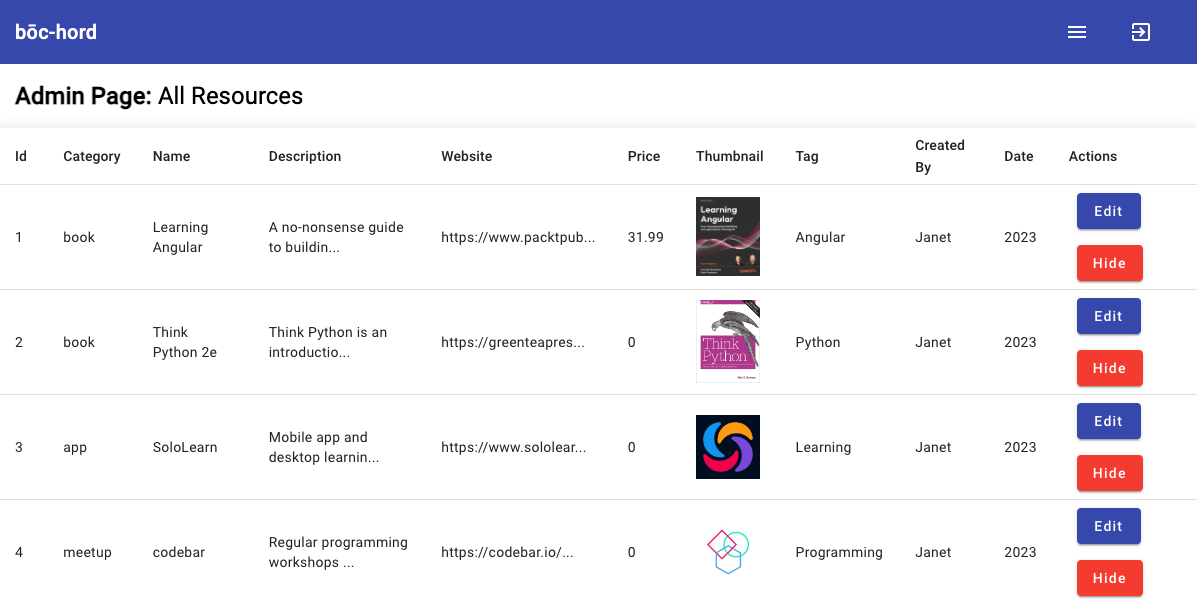 bōc-hord
Admin Page: All Resources
Id Category Name Description Website Price Thumbnail Tag Created By Date Actions
1 book Learning Angular A no-nonsense guide to buildin... https://www.packtpub... 31.99 Learning Angular Angular Janet 2023 Edit Hide
2 book Think Python 2e Think Python is an introductio... https://greenteapres... 0 Think Python Python Janet 2023 Edit Hide
3 app SoloLearn Mobile app and desktop learnin... https://www.sololear... 0 Learning Janet 2023 Edit Hide
4 meetup codebar Regular programming workshops ... https://codebar.io/... 0 Programming Janet 2023 Edit Hide